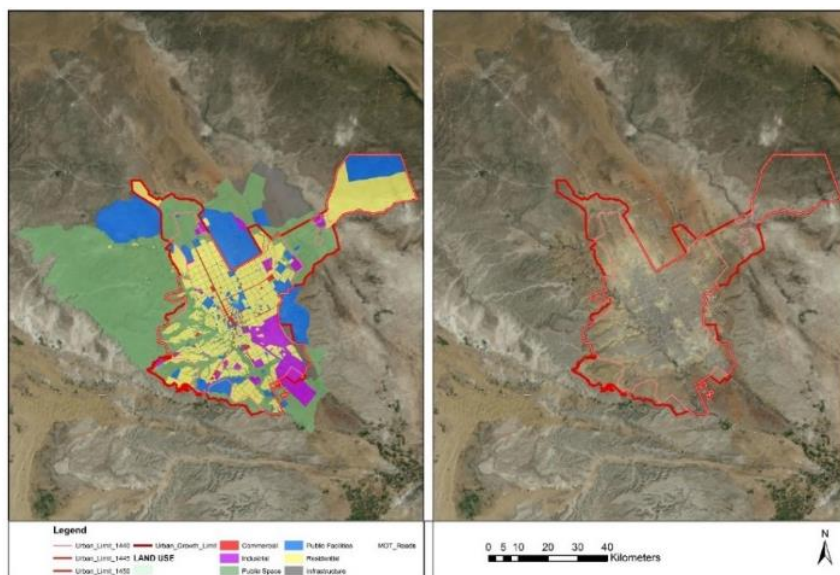 Legend
Urban_Limit_1440
Urban_Growth_Limit
Commercial
Public Facilities
MOT_Roads
Urban_Limit_1445
LAND USE
Industrial
Residential
Urban_Limit_1450
Public Space
Infrastructure
0 5 10 20 30 40
Kilometers
N